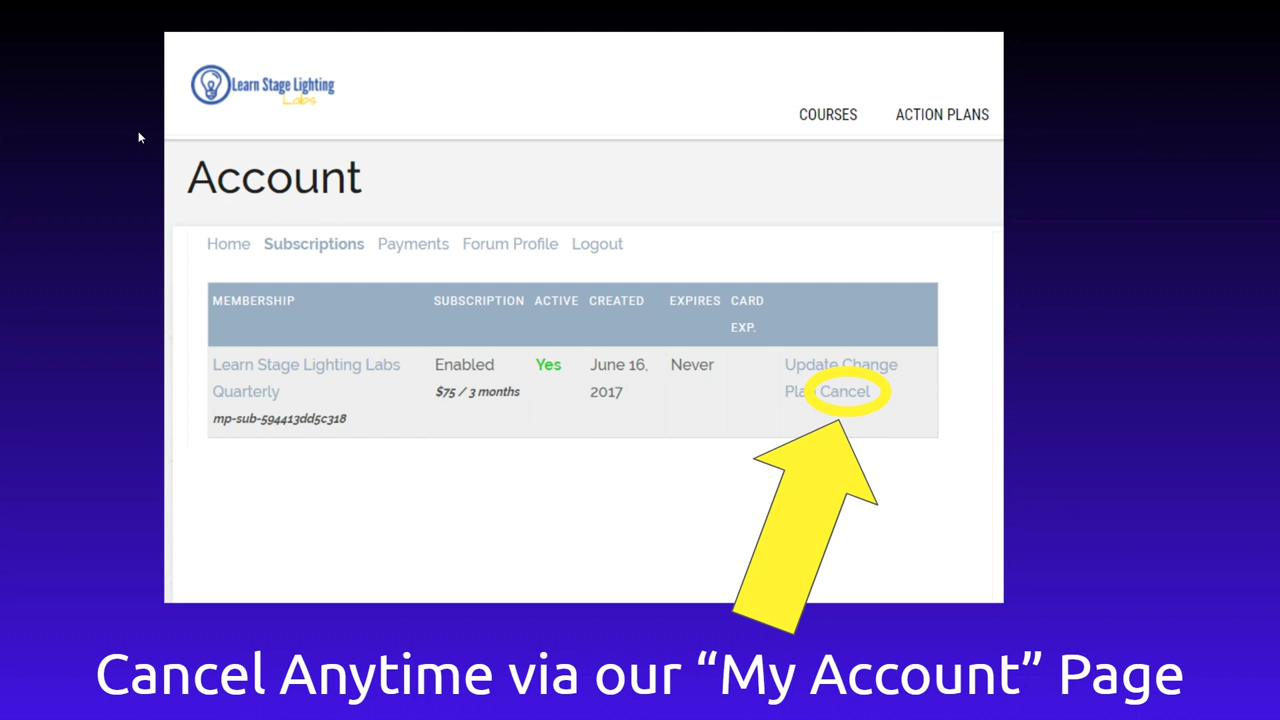 Learn Stage Lighting
Labs
COURSES ACTION PLANS
Account
Home Subscriptions Payments Forum Profile Logout
MEMBERSHIP SUBSCRIPTION ACTIVE CREATED EXPIRES CARD
EXP.
Learn Stage Lighting Labs Enabled Yes June 16, Never Update Change
Quarterly $75 / 3 months 2017 Cancel
mp-sub-594413dd5c318
Cancel Anytime via our “My Account” Page